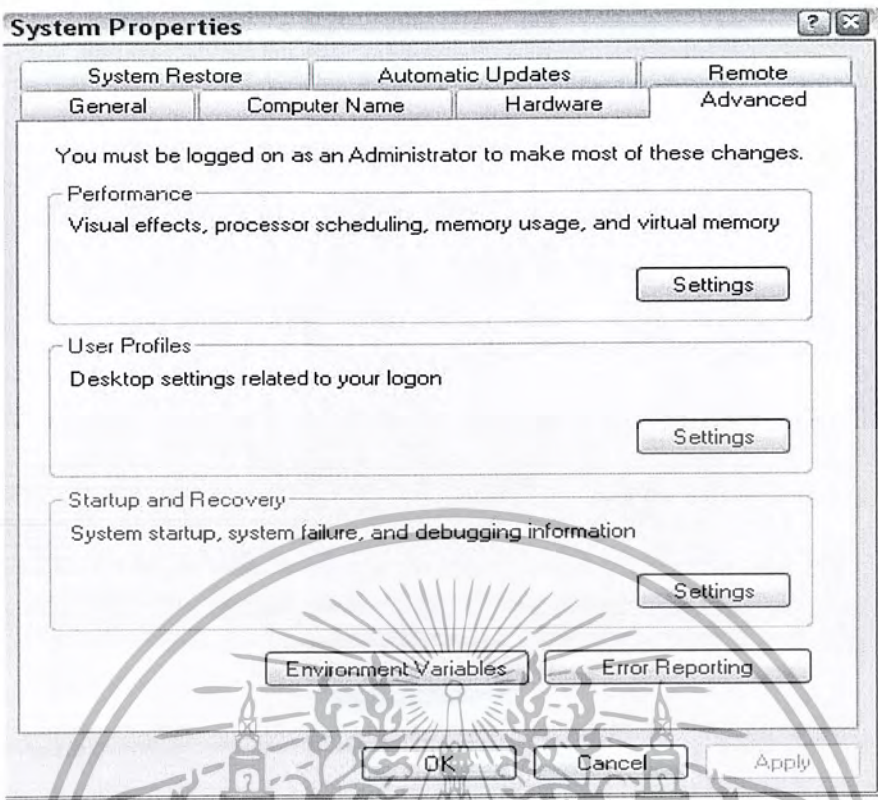 System Properties
System Restore
Automatic Updates
Remote
General
Computer Name
Hardware
Advanced
You must be logged on as an Administrator to make most of these changes.
Performance
Visual effects, processor scheduling, memory usage, and virtual memory
Settings
User Profiles
Desktop settings related to your logon
Settings
Startup and Recovery
System startup, system failure, and debugging information
Settings
Environment Variables
Error Reporting
OK
Cancel
Apply